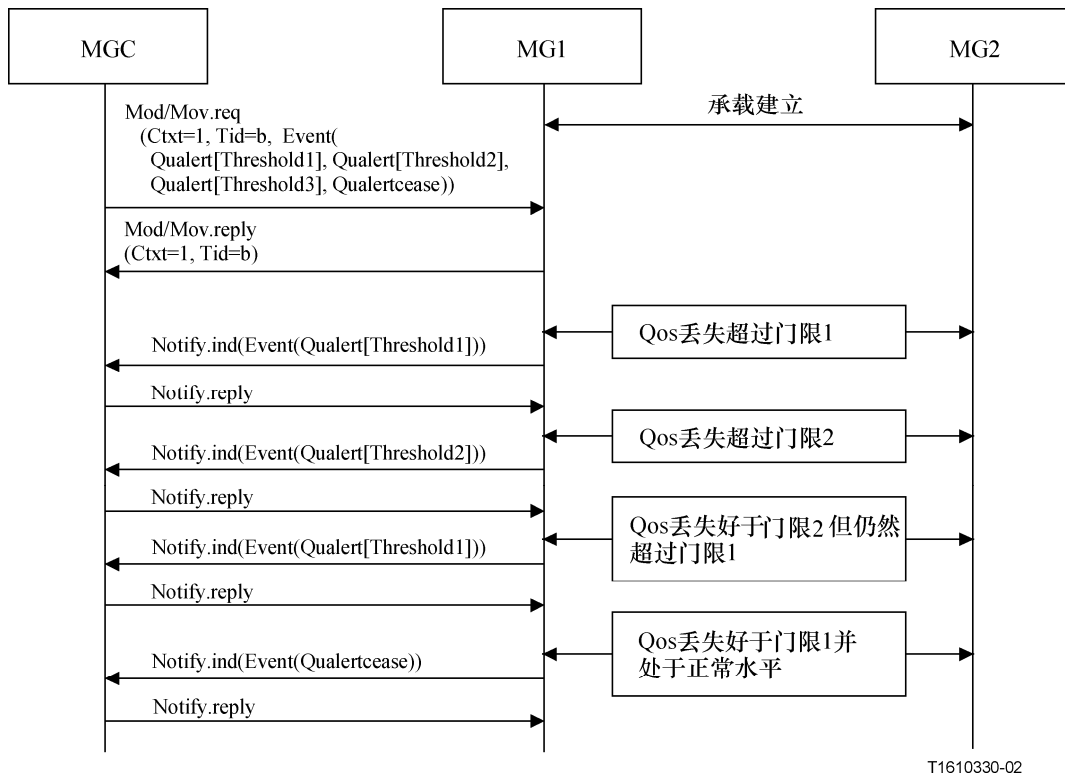 MGC
MG1
MG2
承载建立
Mod/Mov.req
(Ctxt=1, Tid=b, Event(
Qualert[Threshold1], Qualert[Threshold2],
Qualert[Threshold3], Qualertcease))
Mod/Mov.reply
(Ctxt=1, Tid=b)
Qos丢失超过门限1
Notify.ind(Event(Qualert[Threshold1]))
Notify.reply
Qos丢失超过门限2
Notify.ind(Event(Qualert[Threshold2]))
Notify.reply
Qos丢失好于门限2但仍然
超过门限1
Notify.ind(Event(Qualert[Threshold1]))
Notify.reply
Qos丢失好于门限1并
处于正常水平
Notify.ind(Event(Qualertcease))
Notify.reply
T1610330-02